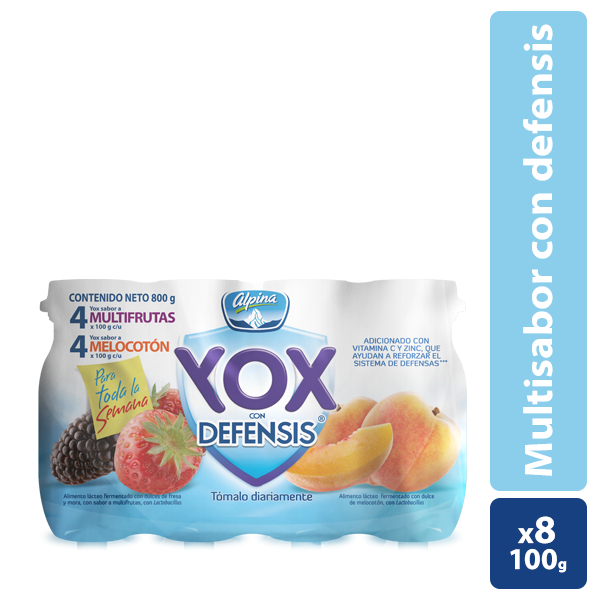 CONTENIDO NETO 800 g
4 Yox sabor a
MULTIFRUTAS
x 100 g c/u
4 Yox sabor a
MELOCOTÓN
x 100 g c/u
Para
toda la
Semana
Alpina
YOX
CON
DEFENSIS®
Tómalo diariamente
ADICIONADO CON
VITAMINA C Y ZINC, QUE
AYUDAN A REFORZAR EL
SISTEMA DE DEFENSAS***
Alimento lácteo fermentado con dulces de fresa
y mora, con sabor a multifrutas, con Lactobacillus
Alimento lácteo fermentado con dulce
de melocotón, con Lactobacillus
Multisabor con defensis
x8
100g